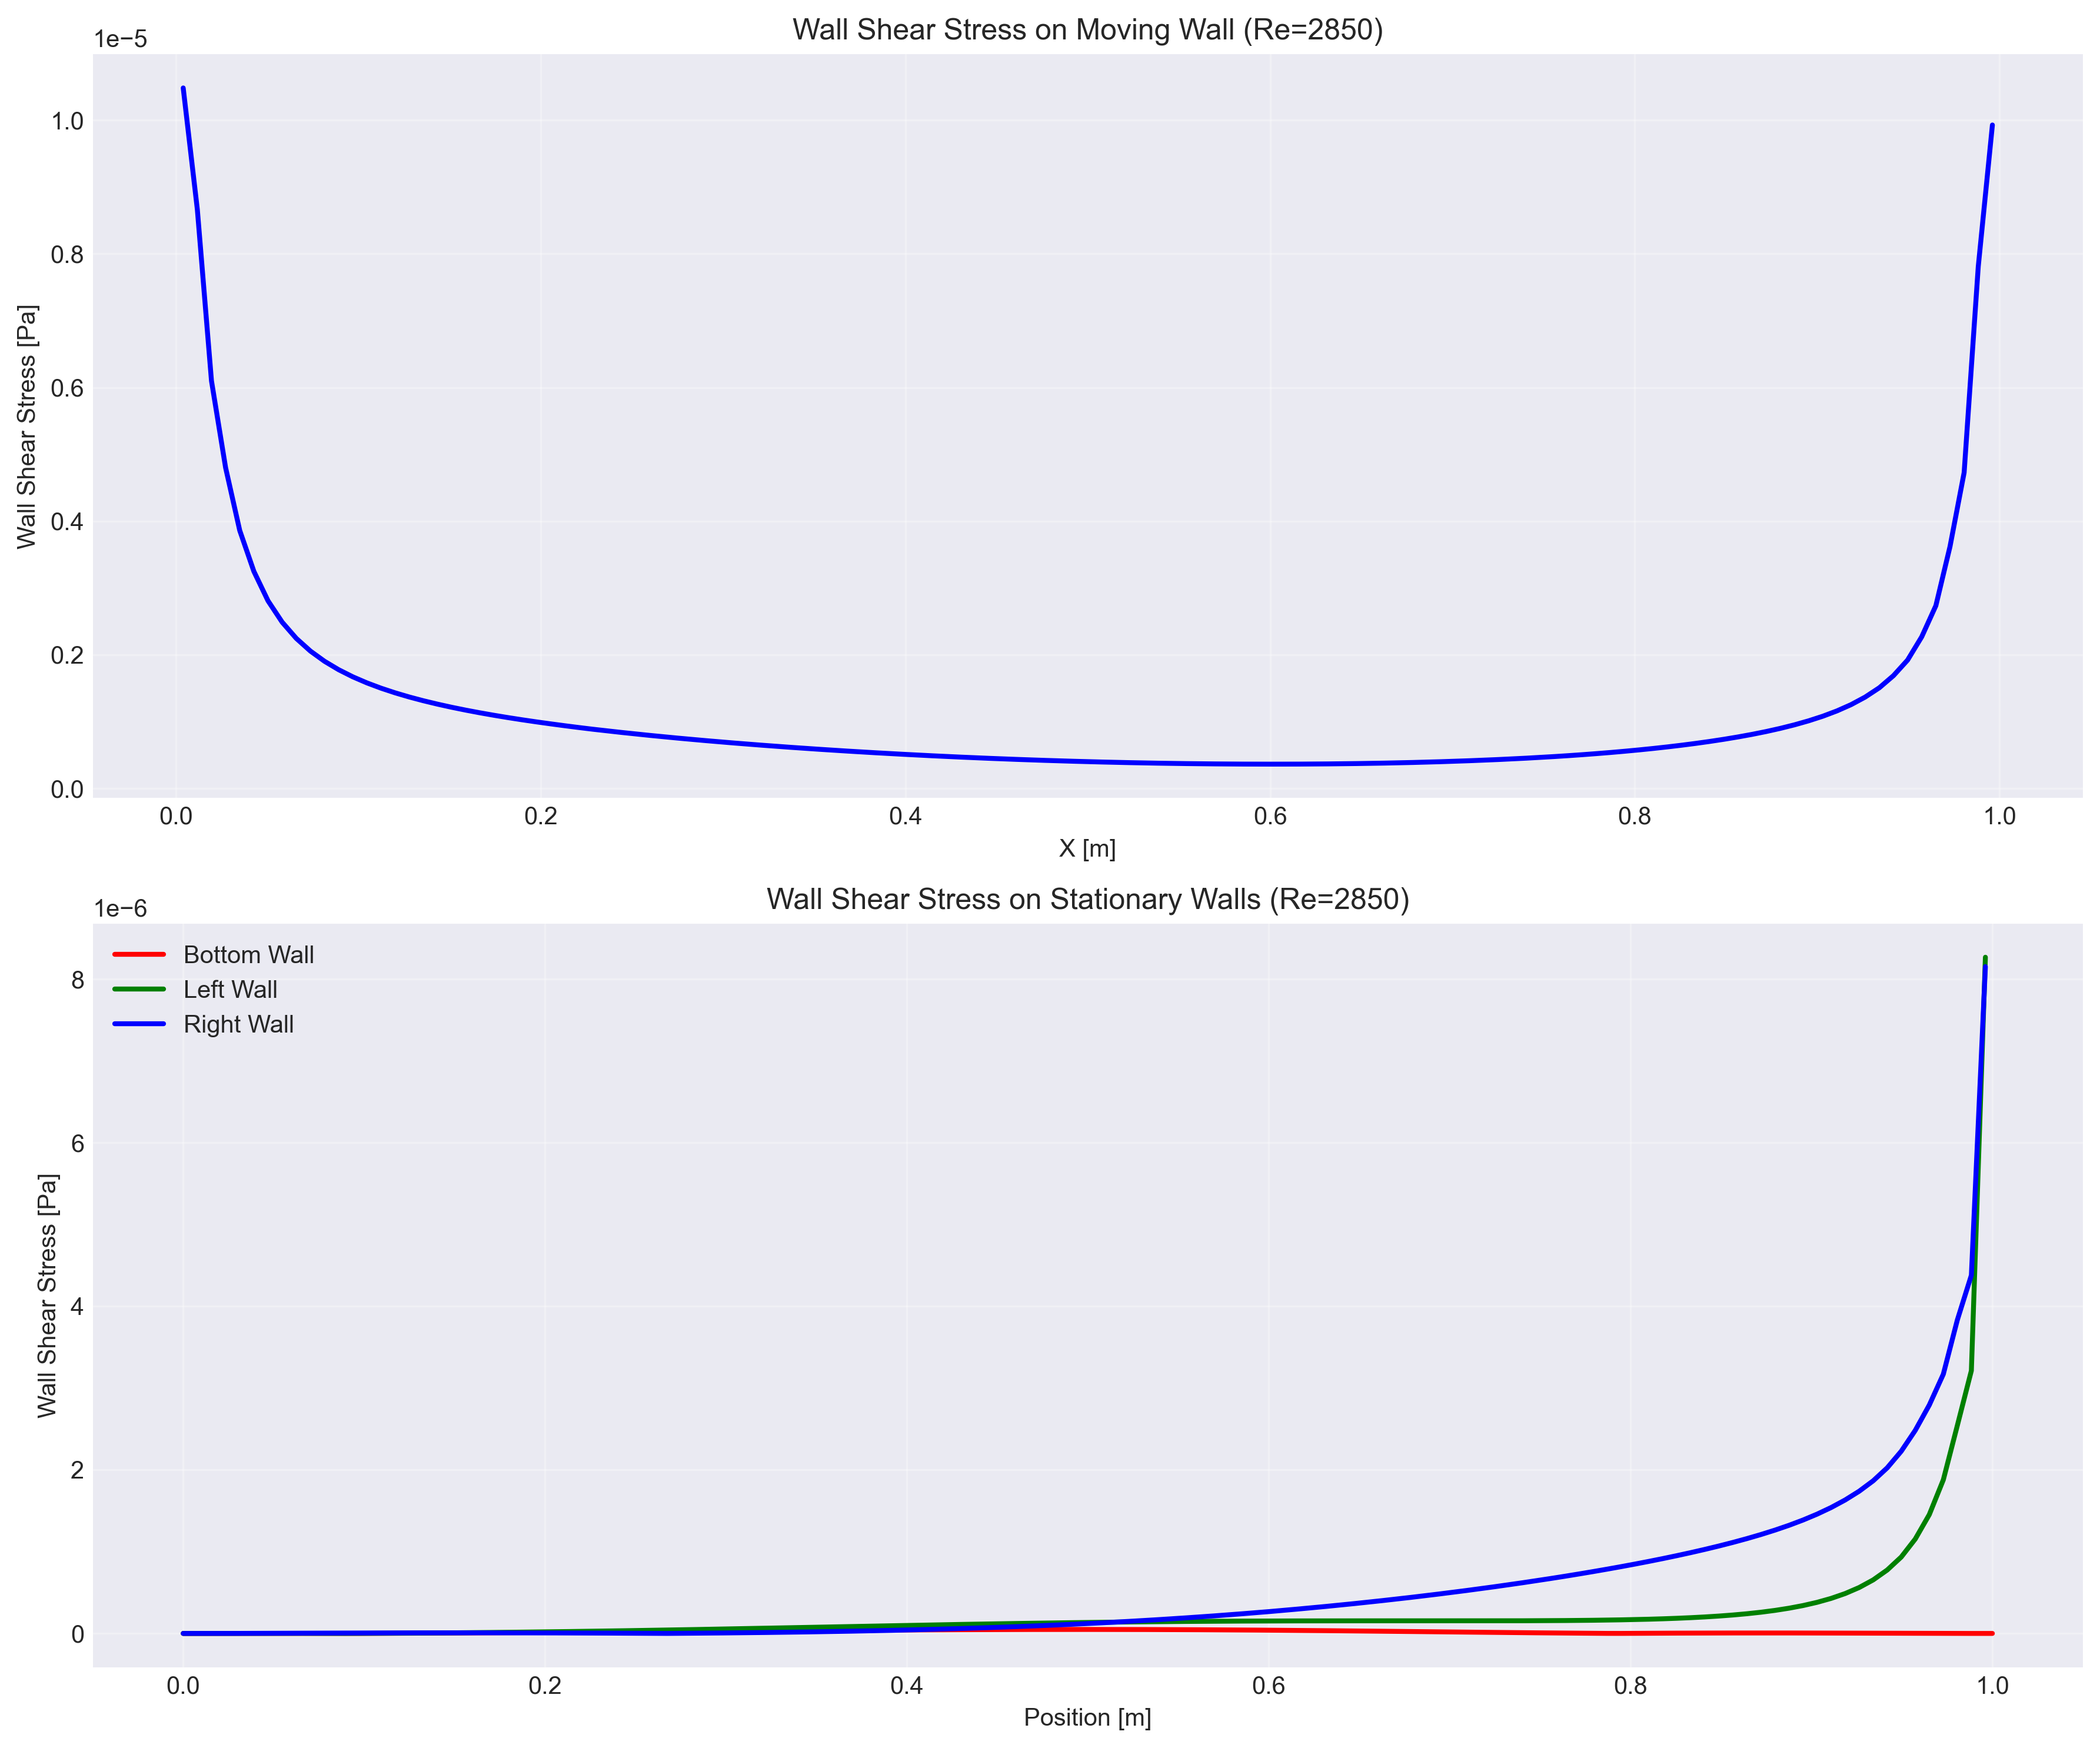 Wall Shear Stress on Moving Wall (Re=2850)
1e−5
1.0
0.8
0.6
0.4
0.2
0.0
Wall Shear Stress [Pa]
0.0 0.2 0.4 0.6 0.8 1.0
X [m]
Wall Shear Stress on Stationary Walls (Re=2850)
1e−6
Bottom Wall
Left Wall
Right Wall
8
6
4
2
0
Wall Shear Stress [Pa]
0.0 0.2 0.4 0.6 0.8 1.0
Position [m]